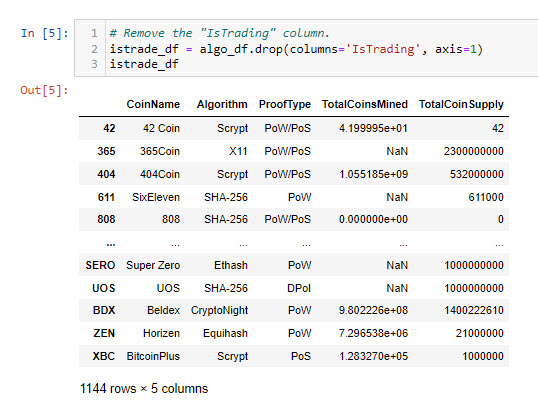 In [5]:
1 # Remove the "IsTrading" column.
2 istrade_df = algo_df.drop(columns='IsTrading', axis=1)
3 istrade_df
Out[5]:
CoinName Algorithm ProofType TotalCoinsMined TotalCoinSupply
42 42 Coin Scrypt PoW/PoS 4.199995e+01 42
365 365Coin X11 PoW/PoS NaN 2300000000
404 404Coin Scrypt PoW/PoS 1.055185e+09 532000000
611 SixEleven SHA-256 PoW NaN 611000
808 808 SHA-256 PoW/PoS 0.000000e+00 0
... ... ... ... ... ...
SERO Super Zero Ethash PoW NaN 1000000000
UOS UOS SHA-256 DPoI NaN 1000000000
BDX Beldex CryptoNight PoW 9.802226e+08 1400222610
ZEN Horizen Equihash PoW 7.296538e+06 21000000
XBC BitcoinPlus Scrypt PoS 1.283270e+05 1000000
1144 rows × 5 columns